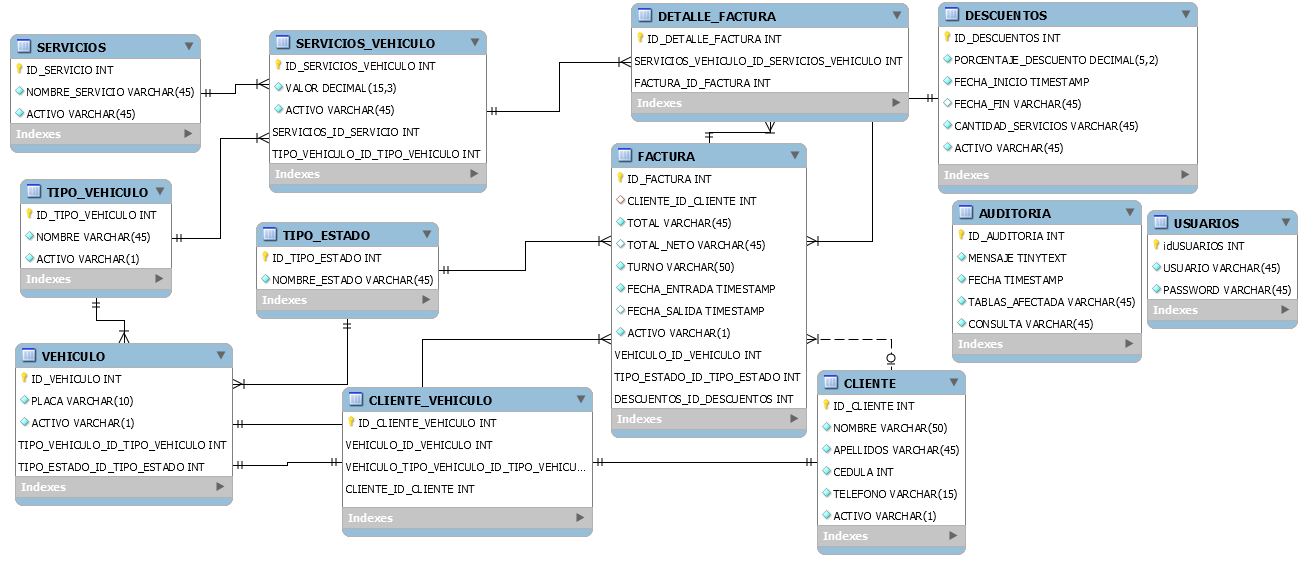 SERVICIOS
ID_SERVICIO INT
NOMBRE_SERVICIO VARCHAR(45)
ACTIVO VARCHAR(45)
Indexes
SERVICIOS_VEHICULO
ID_SERVICIOS_VEHICULO INT
VALOR DECIMAL(15,3)
ACTIVO VARCHAR(45)
SERVICIOS_ID_SERVICIO INT
TIPO_VEHICULO_ID_TIPO_VEHICULO INT
Indexes
DETALLE_FACTURA
ID_DETALLE_FACTURA INT
SERVICIOS_VEHICULO_ID_SERVICIOS_VEHICULO INT
FACTURA_ID_FACTURA INT
Indexes
DESCUENTOS
ID_DESCUENTOS INT
PORCENTAJE_DESCUENTO DECIMAL(5,2)
FECHA_INICIO TIMESTAMP
FECHA_FIN VARCHAR(45)
CANTIDAD_SERVICIOS VARCHAR(45)
ACTIVO VARCHAR(45)
Indexes
TIPO_VEHICULO
ID_TIPO_VEHICULO INT
NOMBRE VARCHAR(45)
ACTIVO VARCHAR(1)
Indexes
TIPO_ESTADO
ID_TIPO_ESTADO INT
NOMBRE_ESTADO VARCHAR(45)
Indexes
FACTURA
ID_FACTURA INT
CLIENTE_ID_CLIENTE INT
TOTAL VARCHAR(45)
TOTAL_NETO VARCHAR(45)
TURNO VARCHAR(50)
FECHA_ENTRADA TIMESTAMP
FECHA_SALIDA TIMESTAMP
ACTIVO VARCHAR(1)
VEHICULO_ID_VEHICULO INT
TIPO_ESTADO_ID_TIPO_ESTADO INT
DESCUENTOS_ID_DESCUENTOS INT
Indexes
AUDITORIA
ID_AUDITORIA INT
MENSAJE TINYTEXT
FECHA TIMESTAMP
TABLAS_AFECTADA VARCHAR(45)
CONSULTA VARCHAR(45)
Indexes
USUARIOS
idUSUARIOS INT
USUARIO VARCHAR(45)
PASSWORD VARCHAR(45)
Indexes
VEHICULO
ID_VEHICULO INT
PLACA VARCHAR(10)
ACTIVO VARCHAR(1)
TIPO_VEHICULO_ID_TIPO_VEHICULO INT
TIPO_ESTADO_ID_TIPO_ESTADO INT
Indexes
CLIENTE_VEHICULO
ID_CLIENTE_VEHICULO INT
VEHICULO_ID_VEHICULO INT
VEHICULO_TIPO_VEHICULO_ID_TIPO_VEHICU...
CLIENTE_ID_CLIENTE INT
Indexes
CLIENTE
ID_CLIENTE INT
NOMBRE VARCHAR(50)
APELLIDOS VARCHAR(45)
CEDULA INT
TELEFONO VARCHAR(15)
ACTIVO VARCHAR(1)
Indexes